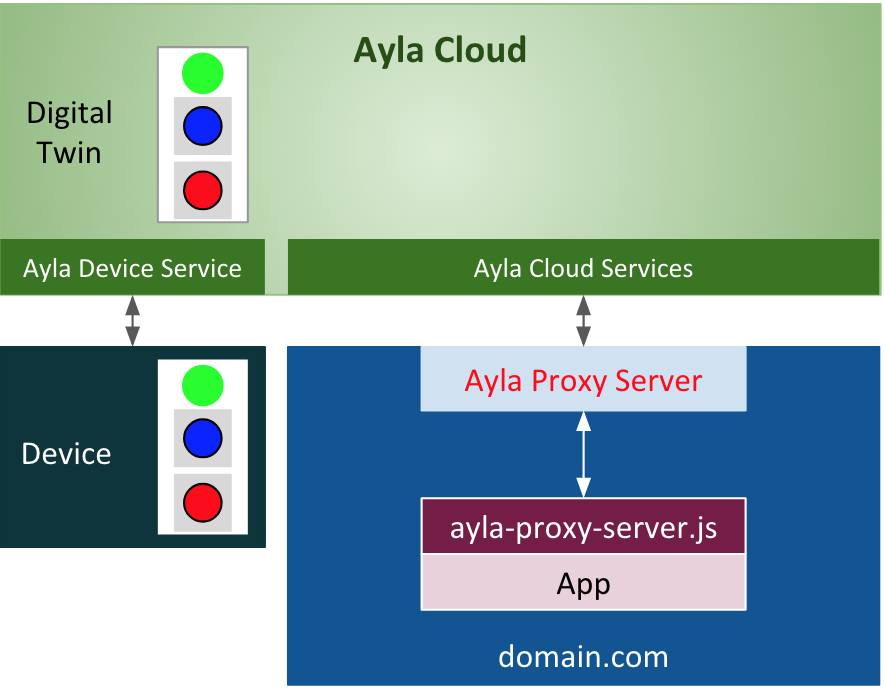 Ayla Cloud
Digital
Twin
Ayla Device Service
Ayla Cloud Services
Device
Ayla Proxy Server
ayla-proxy-server.js
App
domain.com